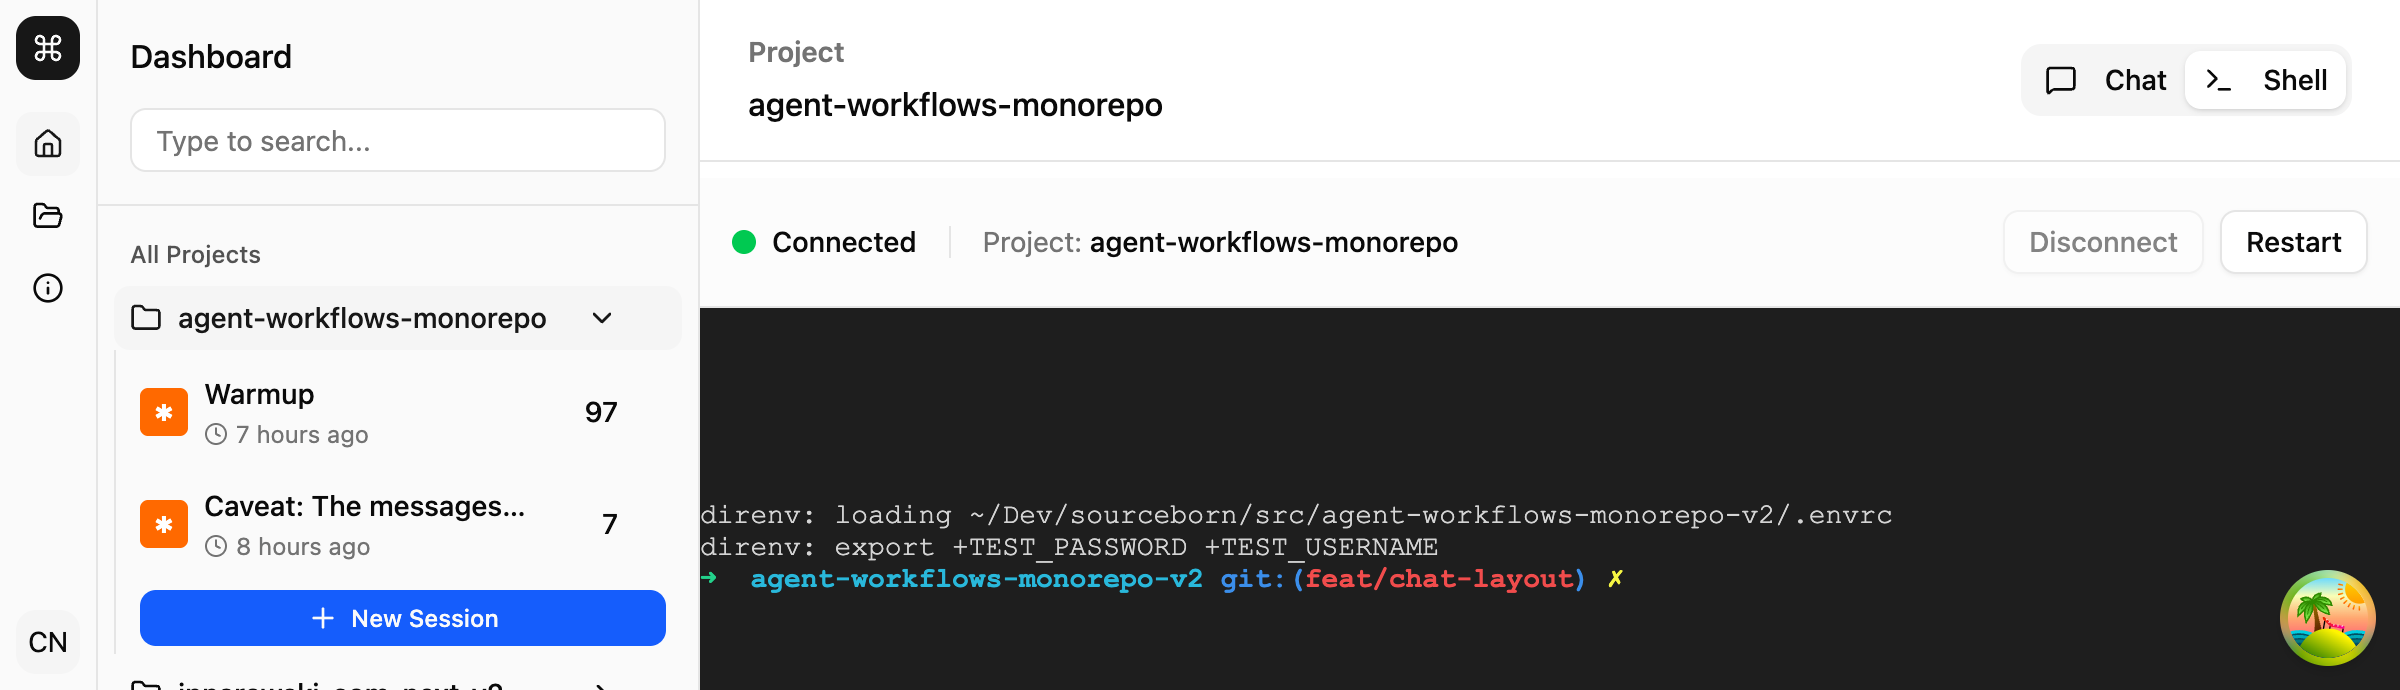 Dashboard
Type to search...
All Projects
agent-workflows-monorepo
Warmup
7 hours ago
97
Caveat: The messages...
8 hours ago
7
+ New Session
CN
Project
agent-workflows-monorepo
Chat
>_ Shell
Connected
Project: agent-workflows-monorepo
Disconnect
Restart
direnv: loading ~/Dev/sourceborn/src/agent-workflows-monorepo-v2/.envrc
direnv: export +TEST_PASSWORD +TEST_USERNAME
➜ agent-workflows-monorepo-v2 git:(feat/chat-layout) ✗